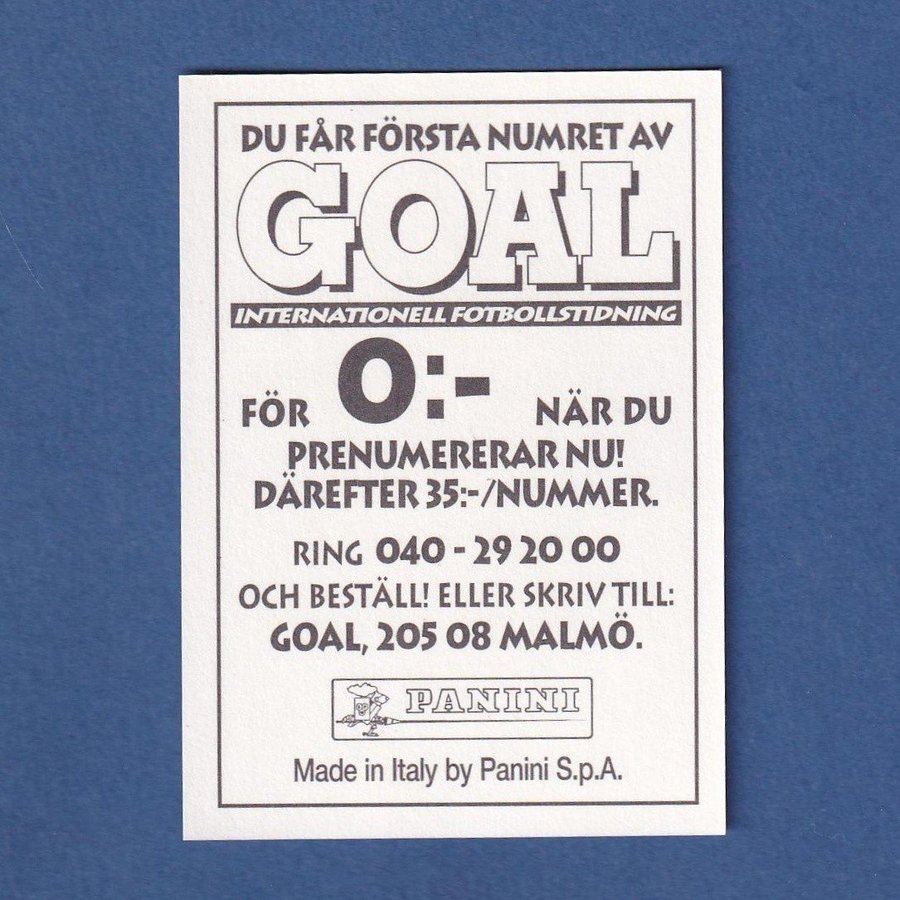 DU FÅR FÖRSTA NUMRET AV
GOAL
INTERNATIONELL FOTBOLLSTIDNING
FÖR 0:- NÄR DU
PRENUMERERAR NU!
DÄREFTER 35:-/NUMMER.
RING 040 - 29 20 00
OCH BESTÄLL! ELLER SKRIV TILL:
GOAL, 205 08 MALMÖ.
PANINI
Made in Italy by Panini S.p.A.